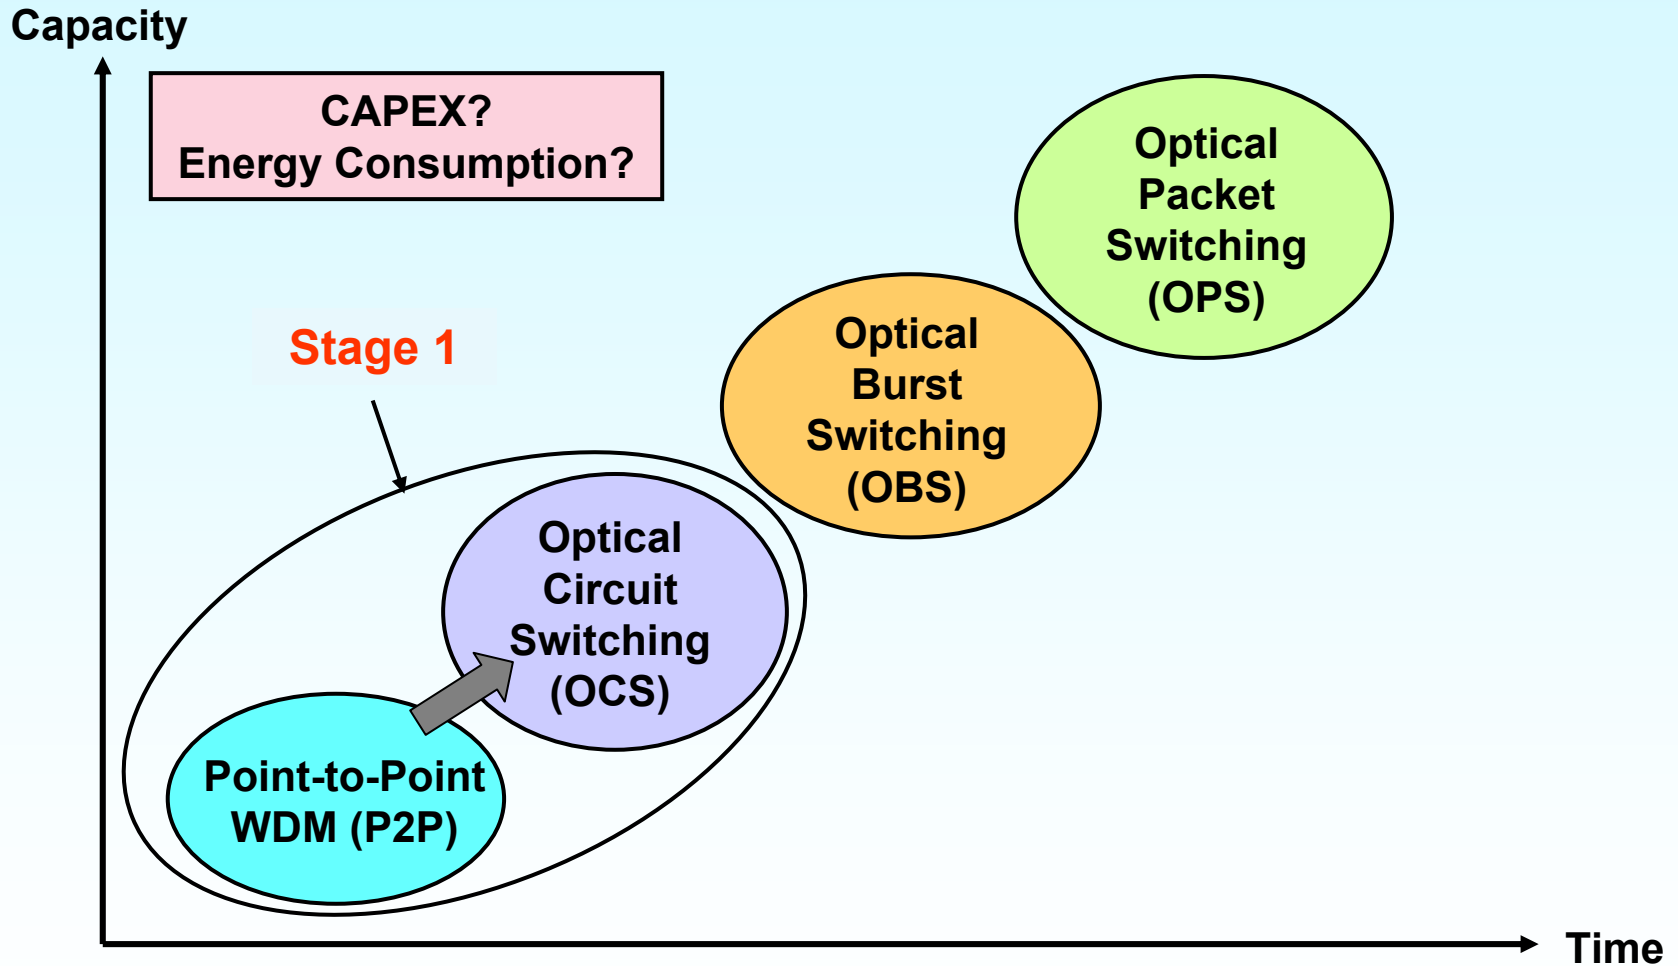 Capacity
CAPEX?
Energy Consumption?
Optical
Packet
Switching
(OPS)
Optical
Burst
Switching
(OBS)
Stage 1
Optical
Circuit
Switching
(OCS)
Point-to-Point
WDM (P2P)
Time